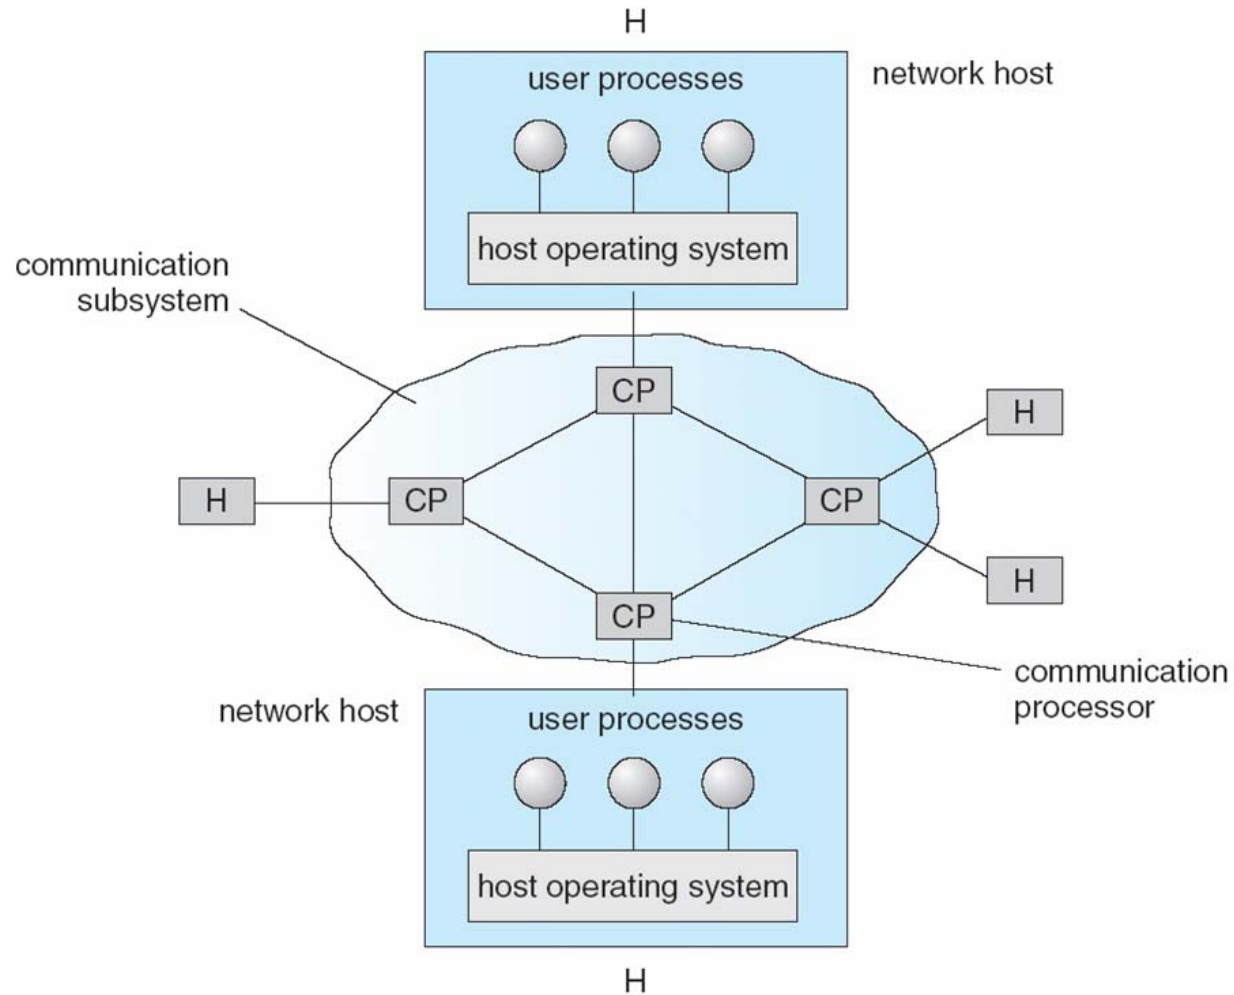 H
user processes
network host
host operating system
communication
subsystem
CP
H
H
CP
CP
H
CP
communication
processor
network host
user processes
host operating system
H